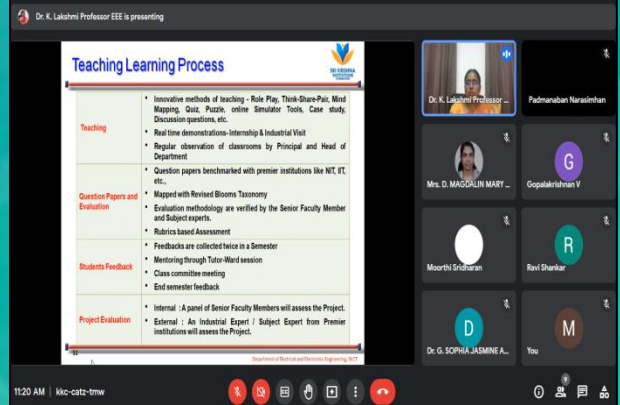 Dr. K. Lakshmi Professor EEE is presenting
Teaching Learning Process
SRI KRISHNA
INSTITUTIONS
Teaching
• Innovative methods of teaching - Role Play, Think-Share-Pair, Mind
Mapping, Quiz, Puzzle, online Simulator Tools, Case study,
Discussion questions, etc.
• Real time demonstrations- Internship & Industrial Visit
• Regular observation of classrooms by Principal and Head of
Department
Question Papers and
Evaluation
• Question papers benchmarked with premier institutions like NIT, IIT,
etc.,
• Mapped with Revised Blooms Taxonomy
• Evaluation methodology are verified by the Senior Faculty Member
and Subject experts.
• Rubrics based Assessment
Students Feedback
• Feedbacks are collected twice in a Semester
• Mentoring through Tutor-Ward session
• Class committee meeting
• End semester feedback
Project Evaluation
• Internal : A panel of Senior Faculty Members will assess the Project.
• External : An Industrial Expert / Subject Expert from Premier
institutions will assess the Project.
Department of Electrical and Electronics Engineering, SKCT
Dr. K. Lakshmi Professor ...
Padmanaban Narasimhan
Mrs. D. MAGDALIN MARY ...
G
Gopalakrishnan V
Moorthi Sridharan
R
Ravi Shankar
D
Dr. G. SOPHIA JASMINE A...
M
You
11:20 AM | kkc-catz-tmw
9